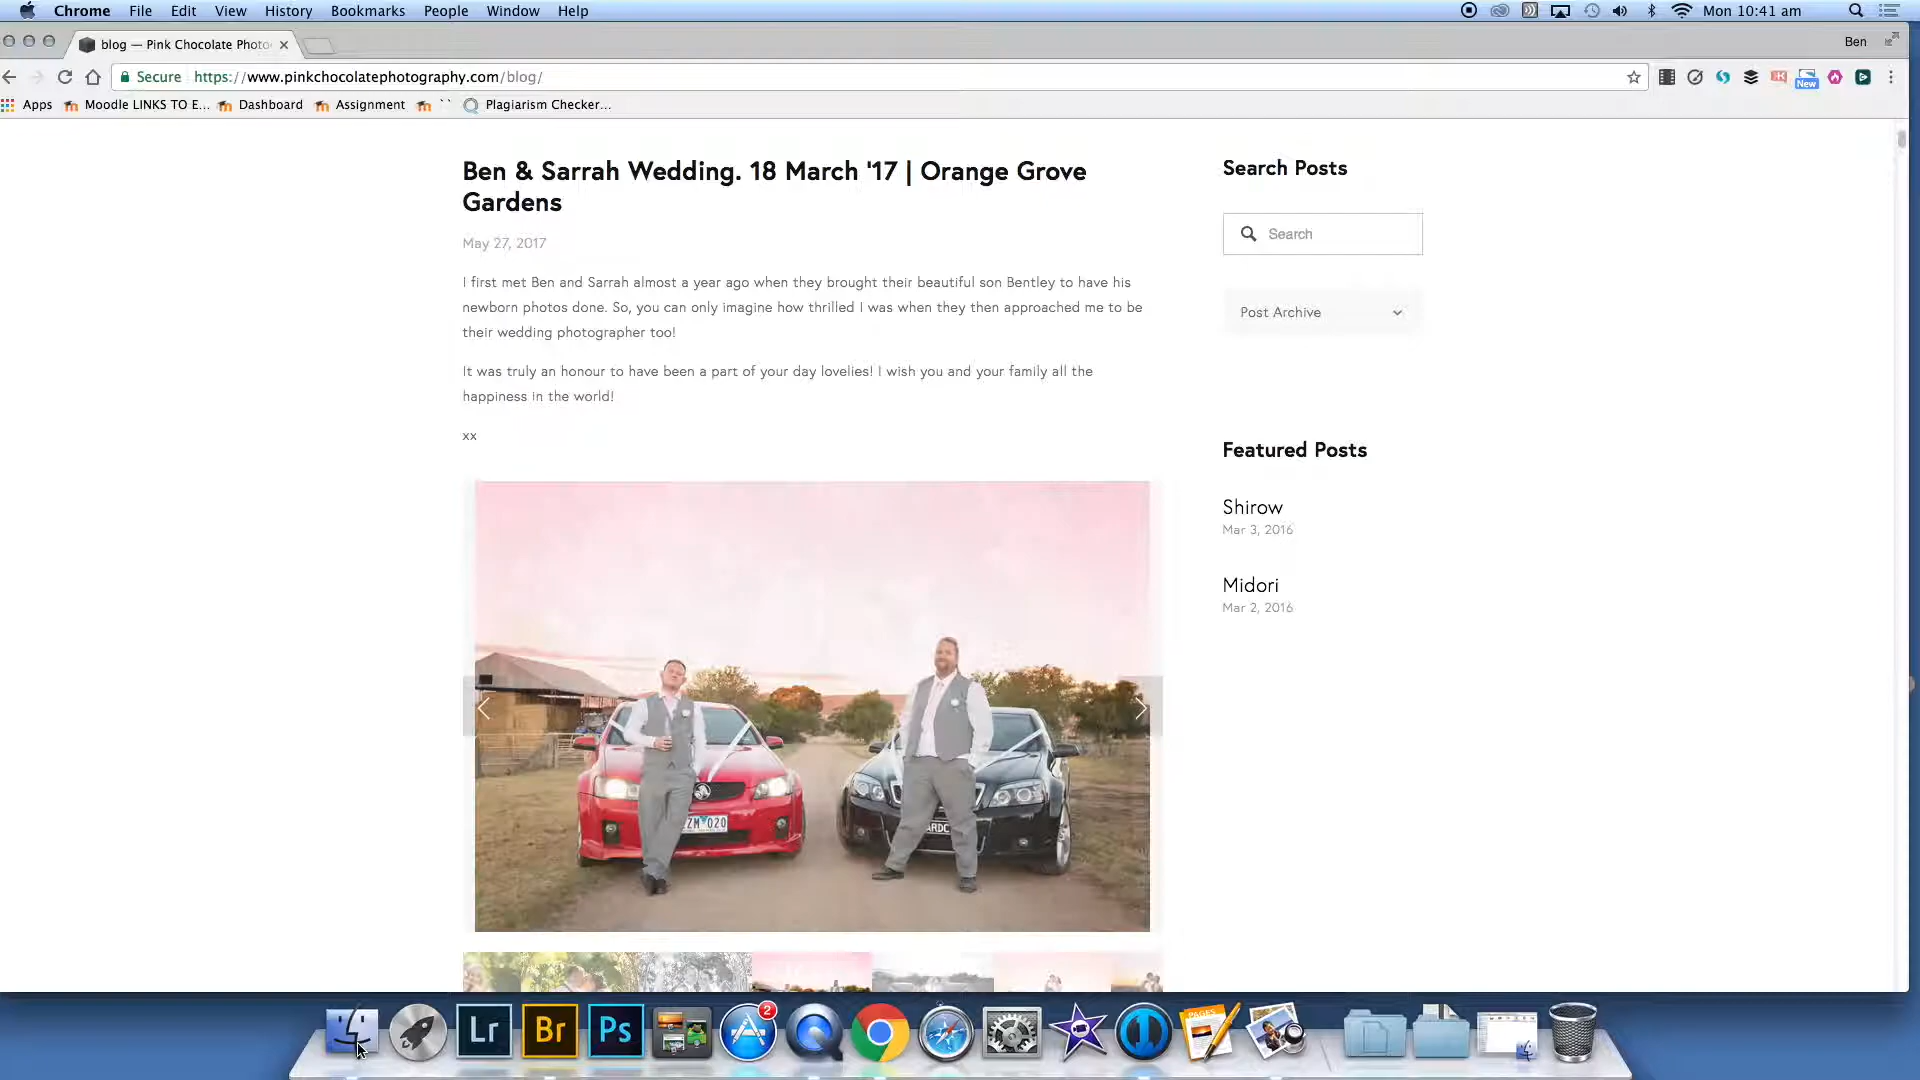 Chrome File Edit View History Bookmarks People Window Help
Mon 10:41 am
blog — Pink Chocolate Photo
Ben
Secure https://www.pinkchocolatephotography.com/blog/
New
Apps Moodle LINKS TO E... Dashboard Assignment `` Plagiarism Checker...
Ben & Sarrah Wedding. 18 March '17 | Orange Grove
Gardens
May 27, 2017
I first met Ben and Sarrah almost a year ago when they brought their beautiful son Bentley to have his
newborn photos done. So, you can only imagine how thrilled I was when they then approached me to be
their wedding photographer too!
It was truly an honour to have been a part of your day lovelies! I wish you and your family all the
happiness in the world!
xx
Search Posts
Search
Post Archive
Featured Posts
Shirow
Mar 3, 2016
Midori
Mar 2, 2016
Lr
Br
Ps
2
PAGES